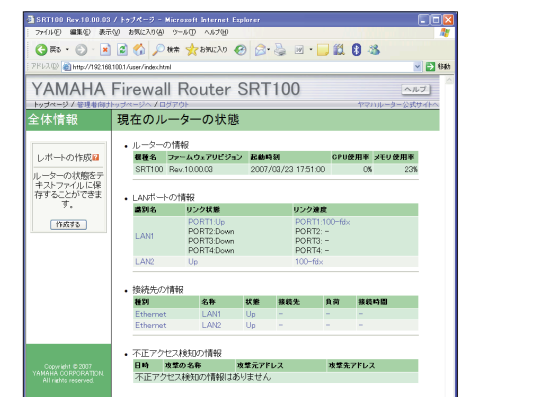 SRT100 Rev.10.00.03 / トップページ - Microsoft Internet Explorer
ファイル(F) 編集(E) 表示(V) お気に入り(A) ツール(T) ヘルプ(H)
戻る 検索 お気に入り
アドレス(D) http://192.168.100.1/user/index.html 移動
YAMAHA Firewall Router SRT100 ヘルプ
トップページ / 管理者向けトップページへ / ログアウト ヤマハルーター公式サイトへ
全体情報
レポートの作成
ルーターの状態をテキストファイルに保存することができます。
作成する
Copyright © 2007
YAMAHA CORPORATION.
All rights reserved.
現在のルーターの状態
• ルーターの情報
機種名 ファームウェアリビジョン 起動時刻 CPU使用率 メモリ使用率
SRT100 Rev.10.00.03 2007/03/23 17:51:00 0% 23%
• LANポートの情報
識別名 リンク状態 リンク速度
LAN1 PORT1:Up PORT1:100-fdx
PORT2:Down PORT2: -
PORT3:Down PORT3: -
PORT4:Down PORT4: -
LAN2 Up 100-fdx
• 接続先の情報
種別 名称 状態 接続先 負荷 接続時間
Ethernet LAN1 Up - - -
Ethernet LAN2 Up - - -
• 不正アクセス検知の情報
日時 攻撃の名称 攻撃元アドレス 攻撃先アドレス
不正アクセス検知の情報はありません